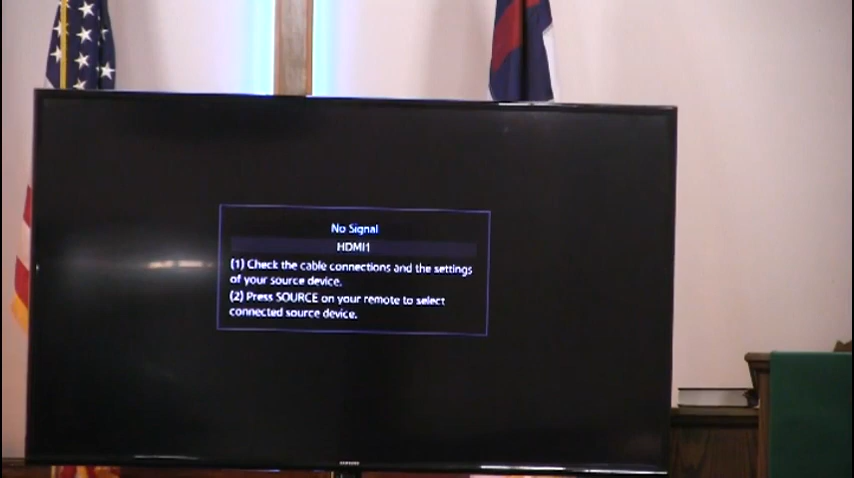 No Signal
HDMI1
(1) Check the cable connections and the settings
of your source device.
(2) Press SOURCE on your remote to select
connected source device.
SAMSUNG